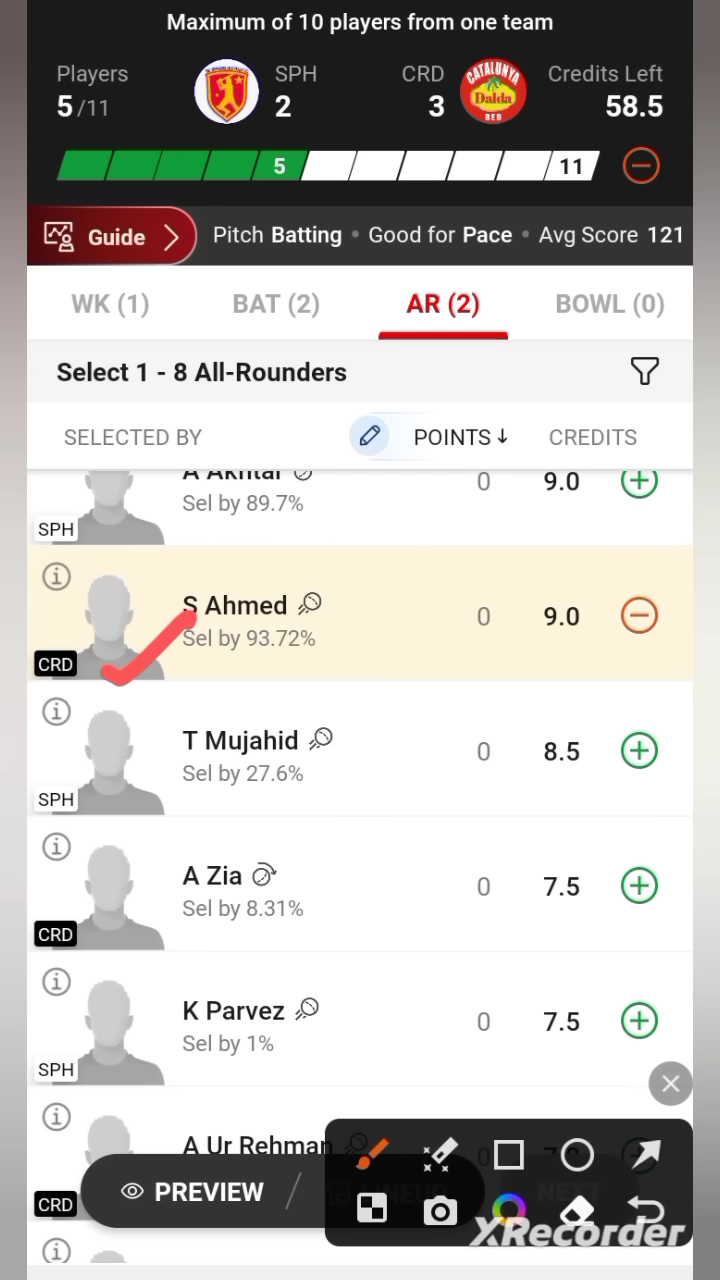 Maximum of 10 players from one team
Players SPH CRD Credits Left
5/11 2 3 58.5
CATALUNYA
Dalda
RED
5 11
Guide Pitch Batting • Good for Pace • Avg Score 121
WK (1) BAT (2) AR (2) BOWL (0)
Select 1 - 8 All-Rounders
SELECTED BY POINTS↓ CREDITS
A Akhtar 0 9.0
Sel by 89.7%
SPH
S Ahmed 0 9.0
Sel by 93.72%
CRD
T Mujahid 0 8.5
Sel by 27.6%
SPH
A Zia 0 7.5
Sel by 8.31%
CRD
K Parvez 0 7.5
Sel by 1%
SPH
A Ur Rehman
CRD
PREVIEW
XRecorder